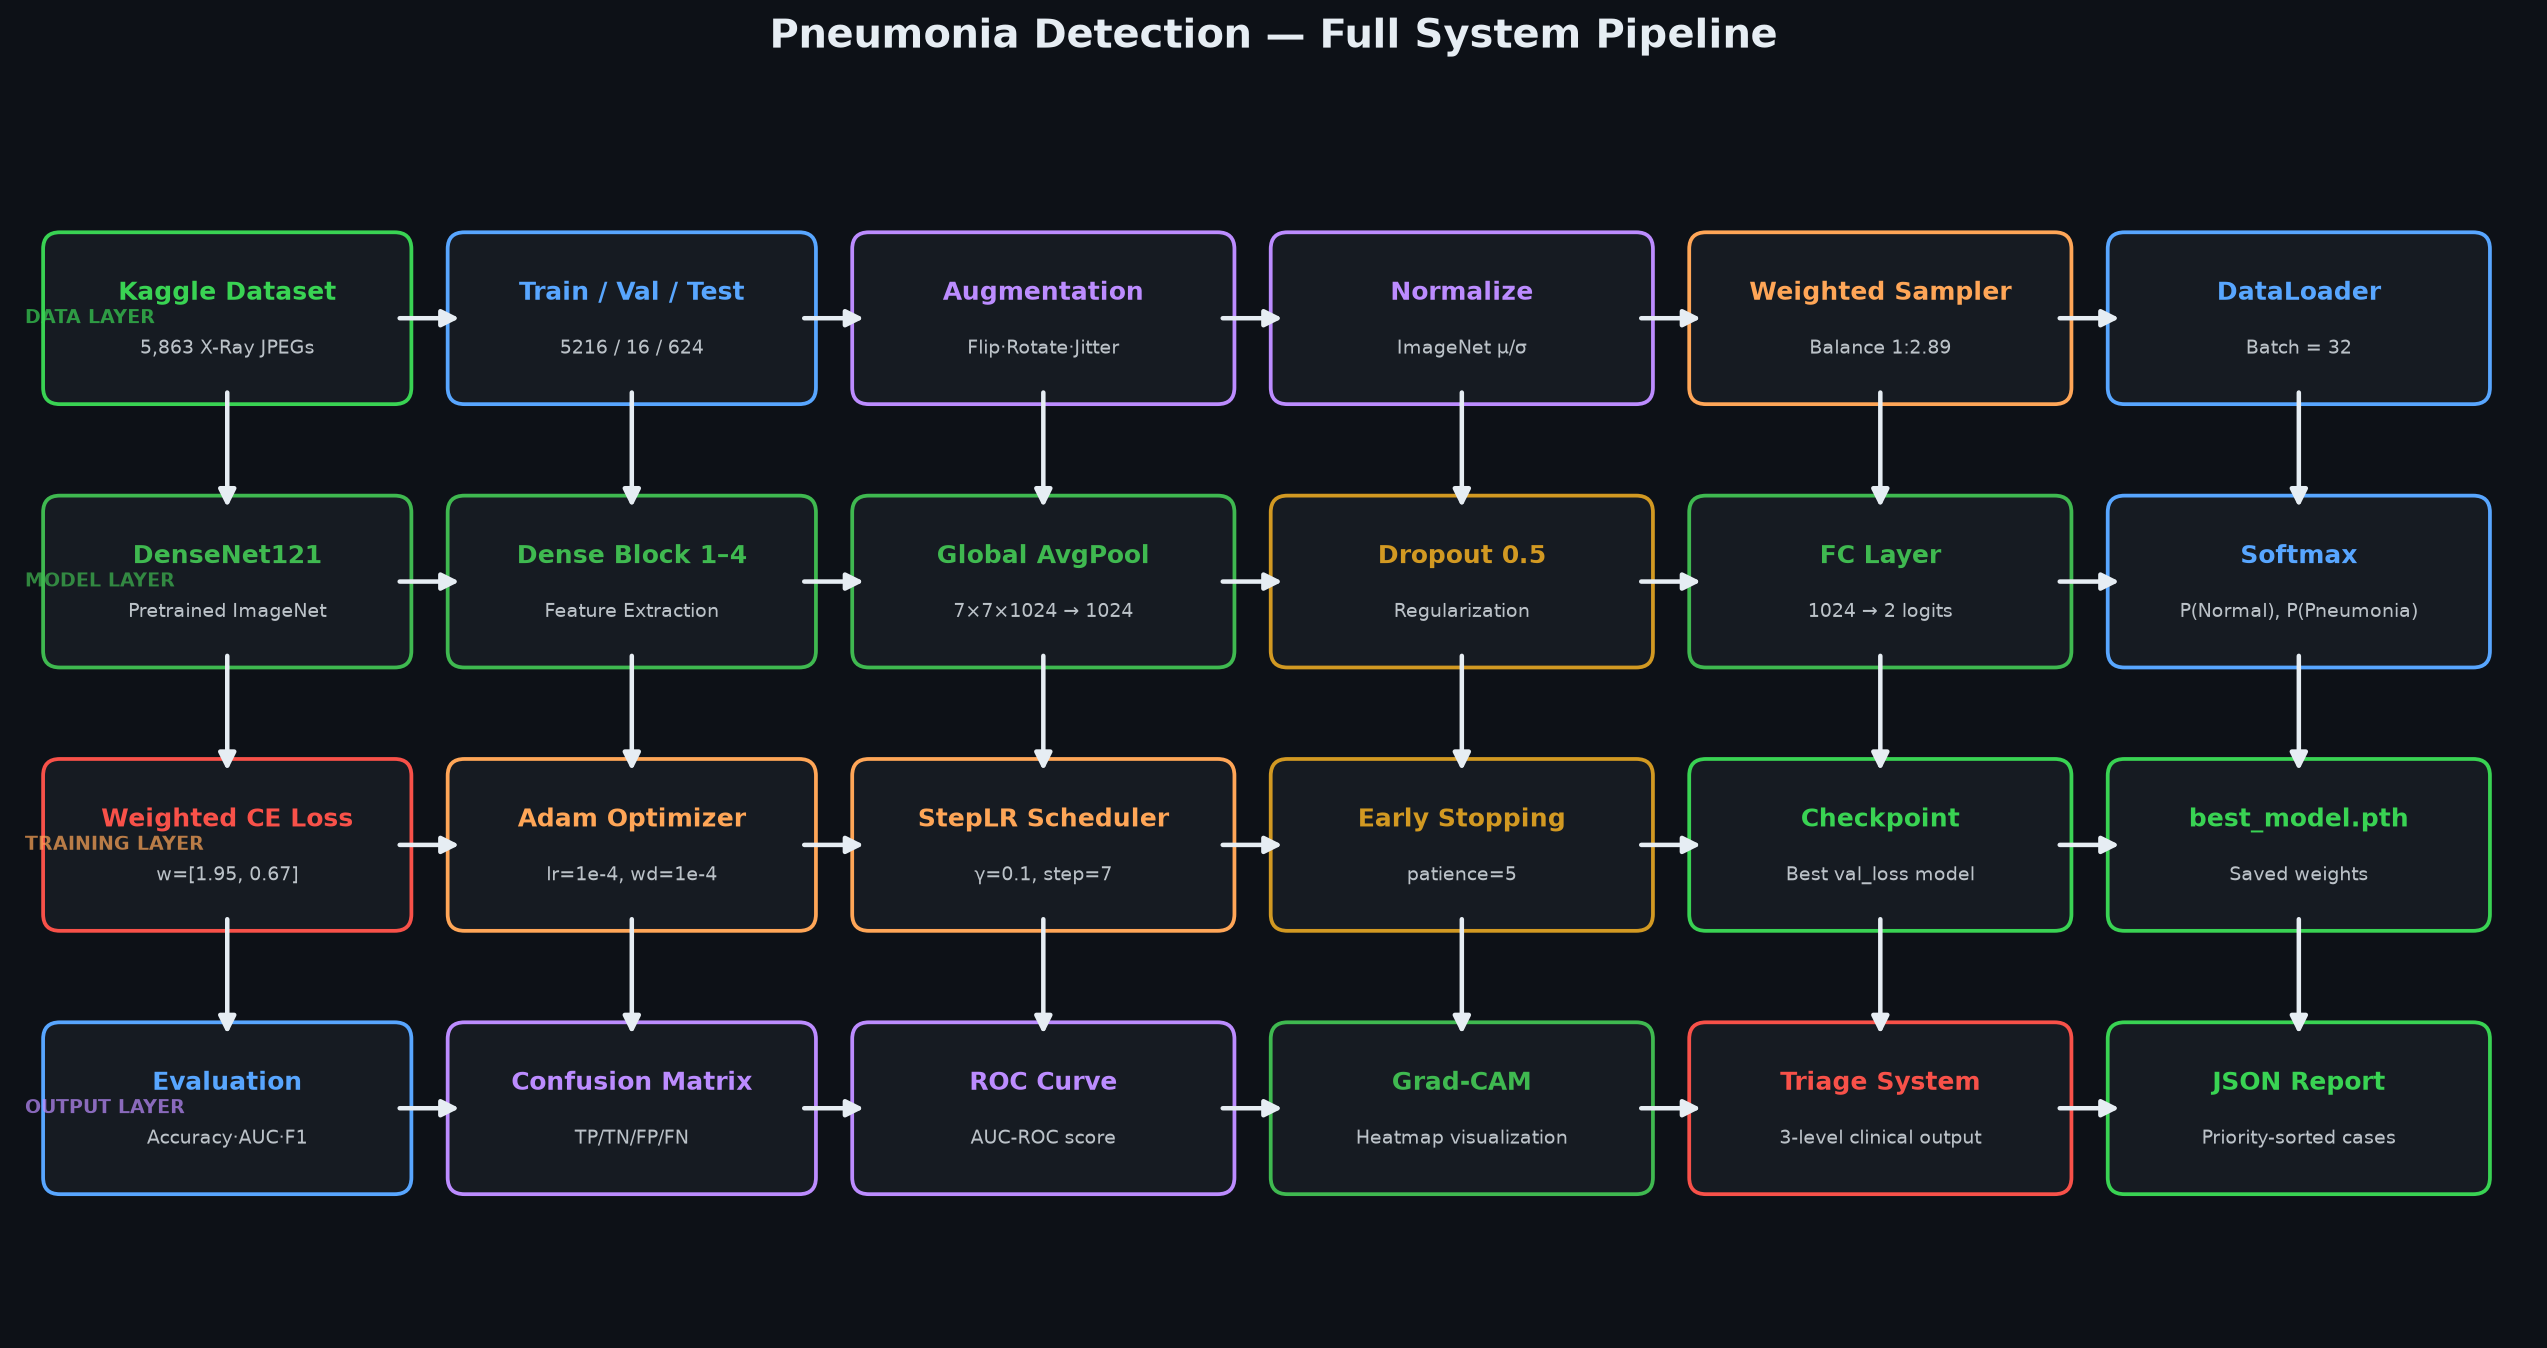 Pneumonia Detection — Full System Pipeline
DATA LAYER
Kaggle Dataset
5,863 X-Ray JPEGs
Train / Val / Test
5216 / 16 / 624
Augmentation
Flip·Rotate·Jitter
Normalize
ImageNet μ/σ
Weighted Sampler
Balance 1:2.89
DataLoader
Batch = 32
MODEL LAYER
DenseNet121
Pretrained ImageNet
Dense Block 1–4
Feature Extraction
Global AvgPool
7×7×1024 → 1024
Dropout 0.5
Regularization
FC Layer
1024 → 2 logits
Softmax
P(Normal), P(Pneumonia)
TRAINING LAYER
Weighted CE Loss
w=[1.95, 0.67]
Adam Optimizer
lr=1e-4, wd=1e-4
StepLR Scheduler
γ=0.1, step=7
Early Stopping
patience=5
Checkpoint
Best val_loss model
best_model.pth
Saved weights
OUTPUT LAYER
Evaluation
Accuracy·AUC·F1
Confusion Matrix
TP/TN/FP/FN
ROC Curve
AUC-ROC score
Grad-CAM
Heatmap visualization
Triage System
3-level clinical output
JSON Report
Priority-sorted cases